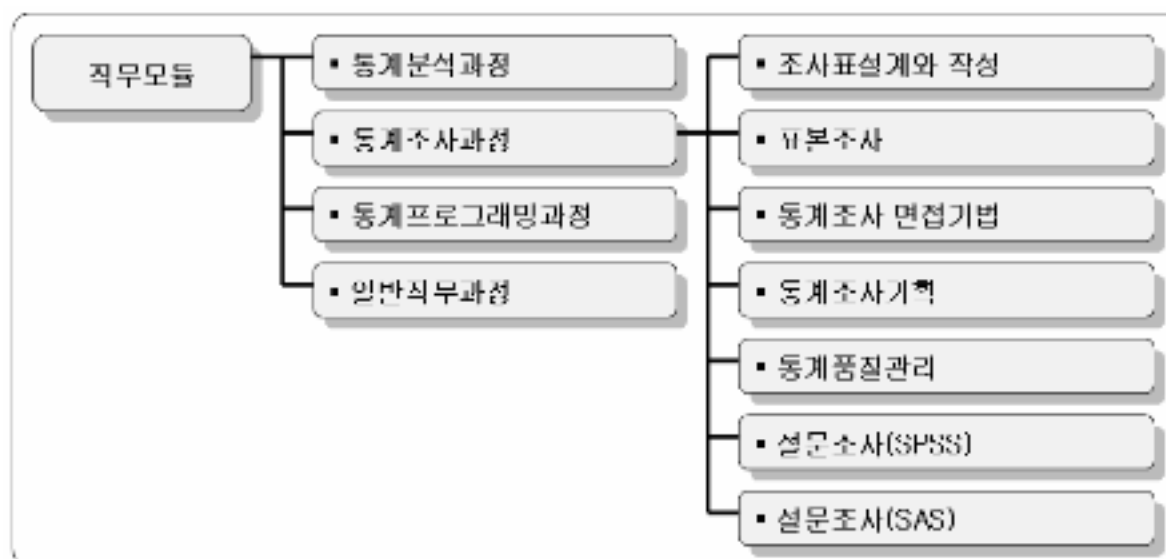 직무모듈
▪ 통계분석과정
▪ 통계조사과정
▪ 통계프로그래밍과정
▪ 일반직무과정
▪ 조사표설계와 작성
▪ 표본조사
▪ 통계조사 면접기법
▪ 통계조사기획
▪ 통계품질관리
▪ 설문조사(SPSS)
▪ 설문조사(SAS)